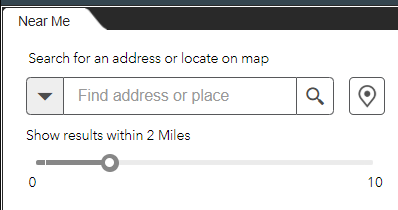 Near Me
Search for an address or locate on map
Find address or place
Show results within 2 Miles
0 10